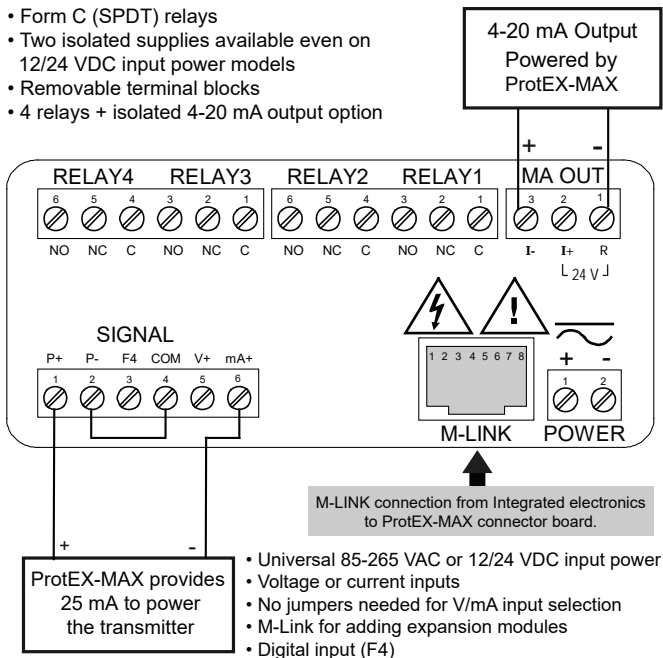 • Form C (SPDT) relays
• Two isolated supplies available even on
12/24 VDC input power models
• Removable terminal blocks
• 4 relays + isolated 4-20 mA output option
4-20 mA Output
Powered by
ProtEX-MAX
+ -
RELAY4 RELAY3 RELAY2 RELAY1 MA OUT
6 5 4 3 2 1 6 5 4 3 2 1 3 2 1
NO NC C NO NC C NO NC C NO NC C I- I+ R
24 V
SIGNAL
P+ P- F4 COM V+ mA+
1 2 3 4 5 6
!
1 2 3 4 5 6 7 8
+ -
1 2
M-LINK POWER
M-LINK connection from Integrated electronics
to ProtEX-MAX connector board.
+ -
ProtEX-MAX provides
25 mA to power
the transmitter
• Universal 85-265 VAC or 12/24 VDC input power
• Voltage or current inputs
• No jumpers needed for V/mA input selection
• M-Link for adding expansion modules
• Digital input (F4)